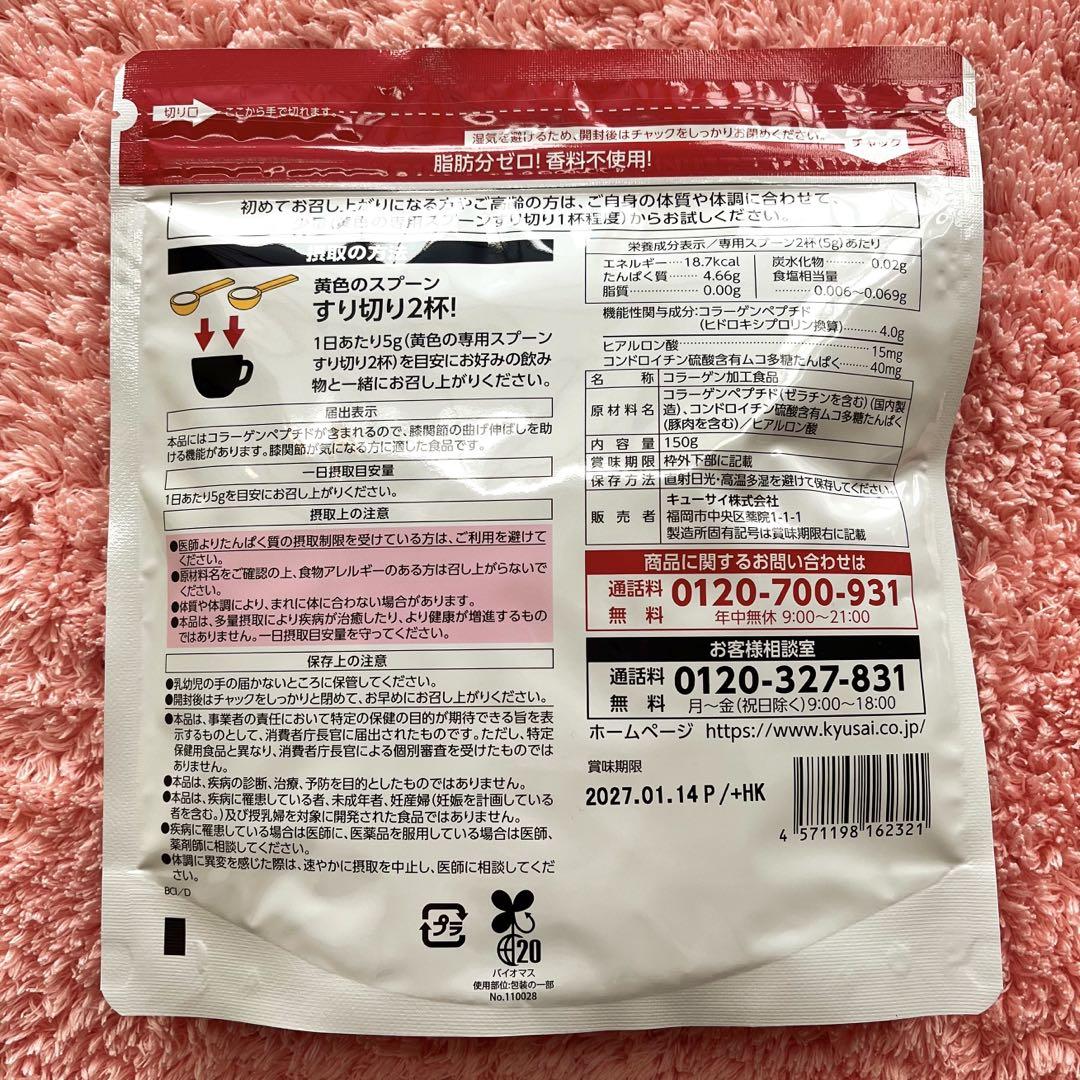 切り口
ここから手で切れます。
湿気を避けるため、開封後はチャックをしっかりお閉めください。
チャック
脂肪分ゼロ!香料不使用!
初めてお召し上がりになる方やご高齢の方は、ご自身の体質や体調に合わせて、
専用スプーンすり切り1杯程度)からお試しください。
摂取の方法
黄色のスプーン
すり切り2杯!
1日あたり5g(黄色の専用スプーン
すり切り2杯)を目安にお好みの飲み
物と一緒にお召し上がりください。
届出表示
本品にはコラーゲンペプチドが含まれるので、膝関節の曲げ伸ばしを助
ける機能があります。膝関節が気になる方に適した食品です。
一日摂取目安量
1日あたり5gを目安にお召し上がりください。
摂取上の注意
●医師よりたんぱく質の摂取制限を受けている方は、ご利用を避けて
ください。
●原材料名をご確認の上、食物アレルギーのある方は召し上がらないで
ください。
●体質や体調により、まれに体に合わない場合があります。
●本品は、多量摂取により疾病が治癒したり、より健康が増進するもの
ではありません。一日摂取目安量を守ってください。
保存上の注意
●乳幼児の手の届かないところに保管してください。
●開封後はチャックをしっかりと閉めて、お早めにお召し上がりください。
●本品は、事業者の責任において特定の保健の目的が期待できる旨を表
示するものとして、消費者庁長官に届出されたものです。ただし、特定
保健用食品と異なり、消費者庁長官による個別審査を受けたものでは
ありません。
●本品は、疾病の診断、治療、予防を目的としたものではありません。
●本品は、疾病に罹患している者、未成年者、妊産婦(妊娠を計画している
者を含む。)及び授乳婦を対象に開発された食品ではありません。
●疾病に罹患している場合は医師に、医薬品を服用している場合は医師、
薬剤師に相談してください。
●体調に異変を感じた際は、速やかに摂取を中止し、医師に相談してくだ
さい。
BCI/D
栄養成分表示/専用スプーン2杯(5g)あたり
エネルギー……18.7kcal
たんぱく質………4.66g
脂質………………0.00g
炭水化物…………0.02g
食塩相当量
…………0.006～0.069g
機能性関与成分:コラーゲンペプチド
(ヒドロキシプロリン換算)………4.0g
ヒアルロン酸……………………………15mg
コンドロイチン硫酸含有ムコ多糖たんぱく……40mg
名称 コラーゲン加工食品
原材料名 コラーゲンペプチド(ゼラチンを含む)(国内製
造)、コンドロイチン硫酸含有ムコ多糖たんぱく
(豚肉を含む)/ヒアルロン酸
内容量 150g
賞味期限 枠外下部に記載
保存方法 直射日光・高温多湿を避けて保存してください。
販売者 キューサイ株式会社
福岡市中央区薬院1-1-1
製造所固有記号は賞味期限右に記載
商品に関するお問い合わせは
通話料無料 0120-700-931
年中無休 9:00～21:00
お客様相談室
通話料無料 0120-327-831
月～金(祝日除く)9:00～18:00
ホームページ https://www.kyusai.co.jp/
賞味期限
2027.01.14 P/+HK
4 571198 162321
プラ
20
バイオマス
使用部位:包装の一部
No.110028